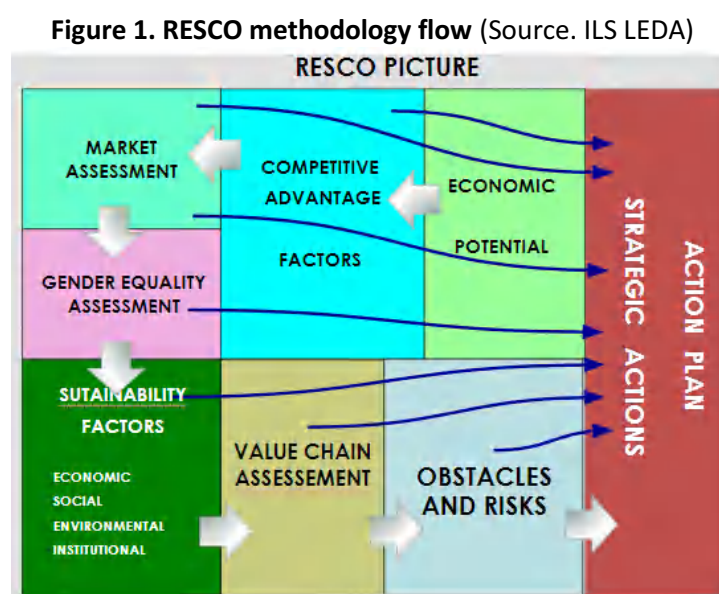 Figure 1. RESCO methodology flow (Source. ILS LEDA)
RESCO PICTURE
MARKET
ASSESSMENT
COMPETITIVE
ADVANTAGE
FACTORS
ECONOMIC
POTENTIAL
GENDER EQUALITY
ASSESSMENT
SUTAINABILITY
FACTORS
ECONOMIC
SOCIAL
ENVIRONMENTAL
INSTITUTIONAL
VALUE CHAIN
ASSESSEMENT
OBSTACLES
AND RISKS
STRATEGIC ACTIONS
ACTION PLAN